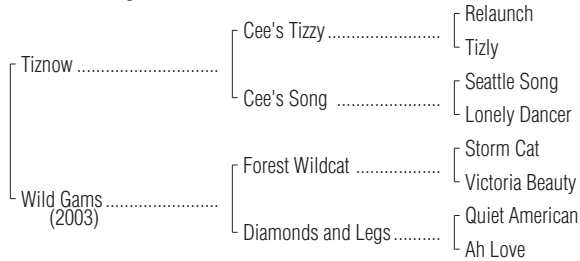 Relaunch
Cee's Tizzy ....................
Tizly
Tiznow ..........................
Seattle Song
Cee's Song ..................
Lonely Dancer
Storm Cat
Forest Wildcat ................
Victoria Beauty
Wild Gams .....................
(2003)
Quiet American
Diamonds and Legs ..........
Ah Love